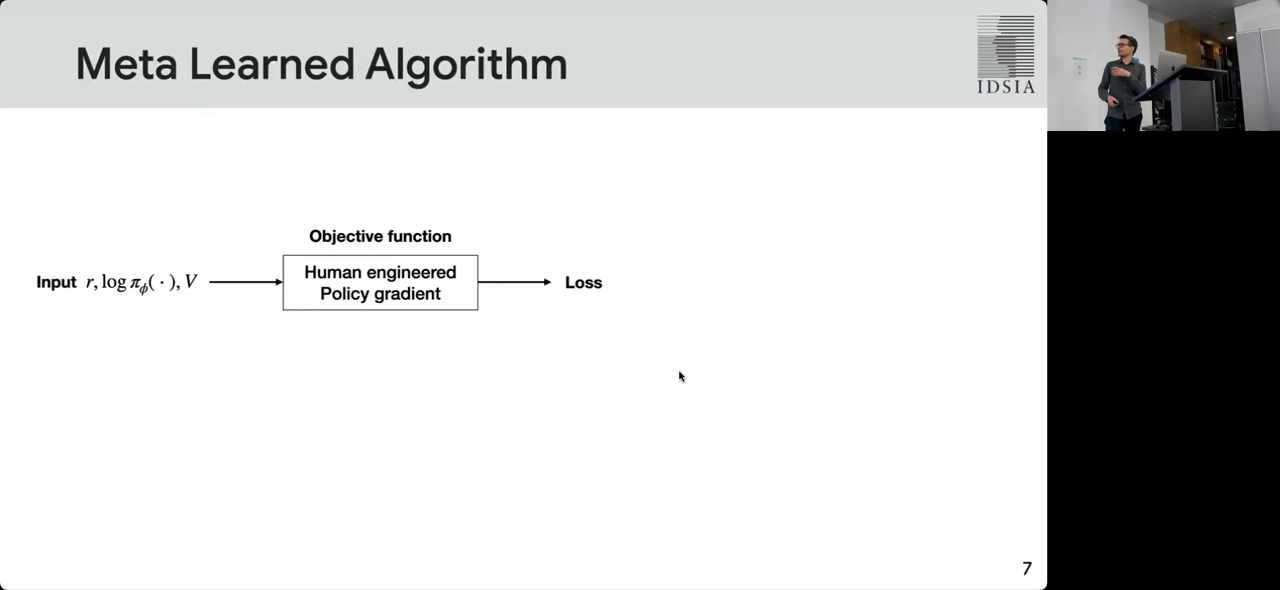 Meta Learned Algorithm
IDSIA
Objective function
Input r, log π_ϕ( · ), V
Human engineered
Policy gradient
Loss
7